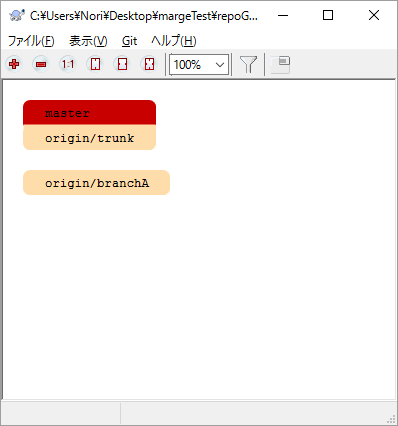 C:¥Users¥Nori¥Desktop¥margeTest¥repoG...
ファイル(F) 表示(V) Git ヘルプ(H)
1:1 100%
master
origin/trunk
origin/branchA